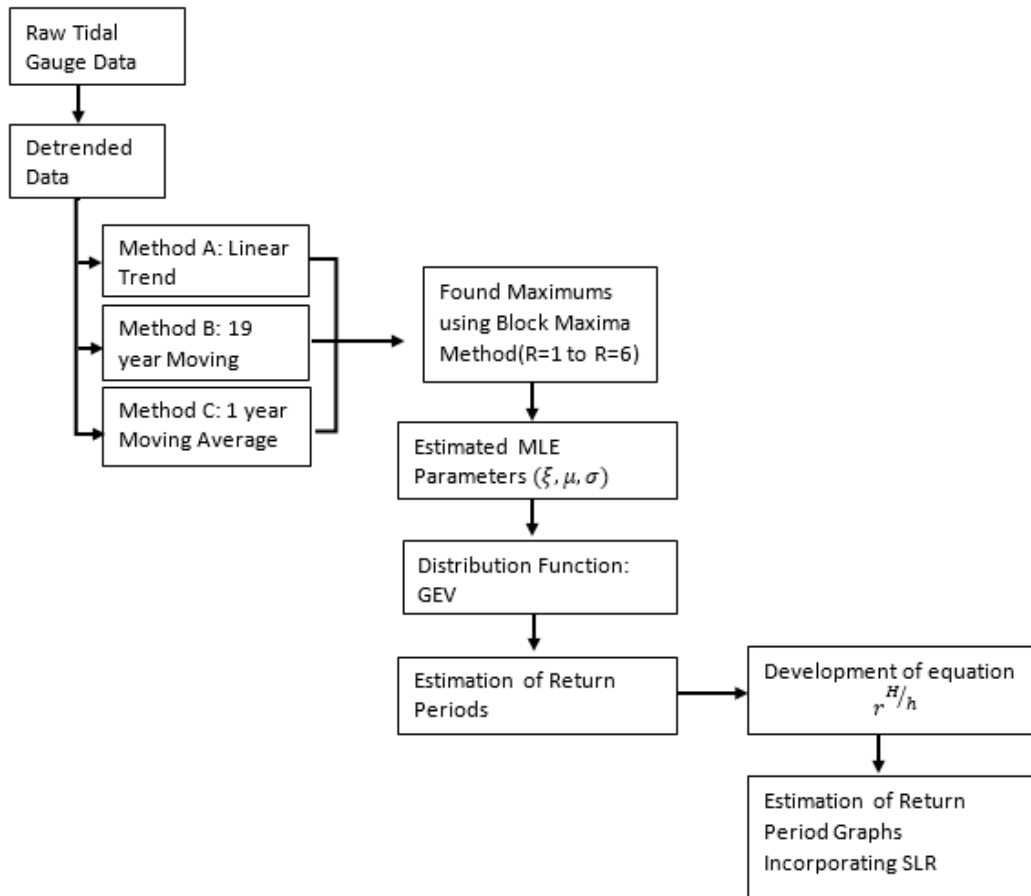 Raw Tidal
Gauge Data
Detrended
Data
Method A: Linear
Trend
Method B: 19
year Moving
Method C: 1 year
Moving Average
Found Maximums
using Block Maxima
Method(R=1 to R=6)
Estimated MLE
Parameters (ξ, μ, σ)
Distribution Function:
GEV
Estimation of Return
Periods
Development of equation
r^H/h
Estimation of Return
Period Graphs
Incorporating SLR